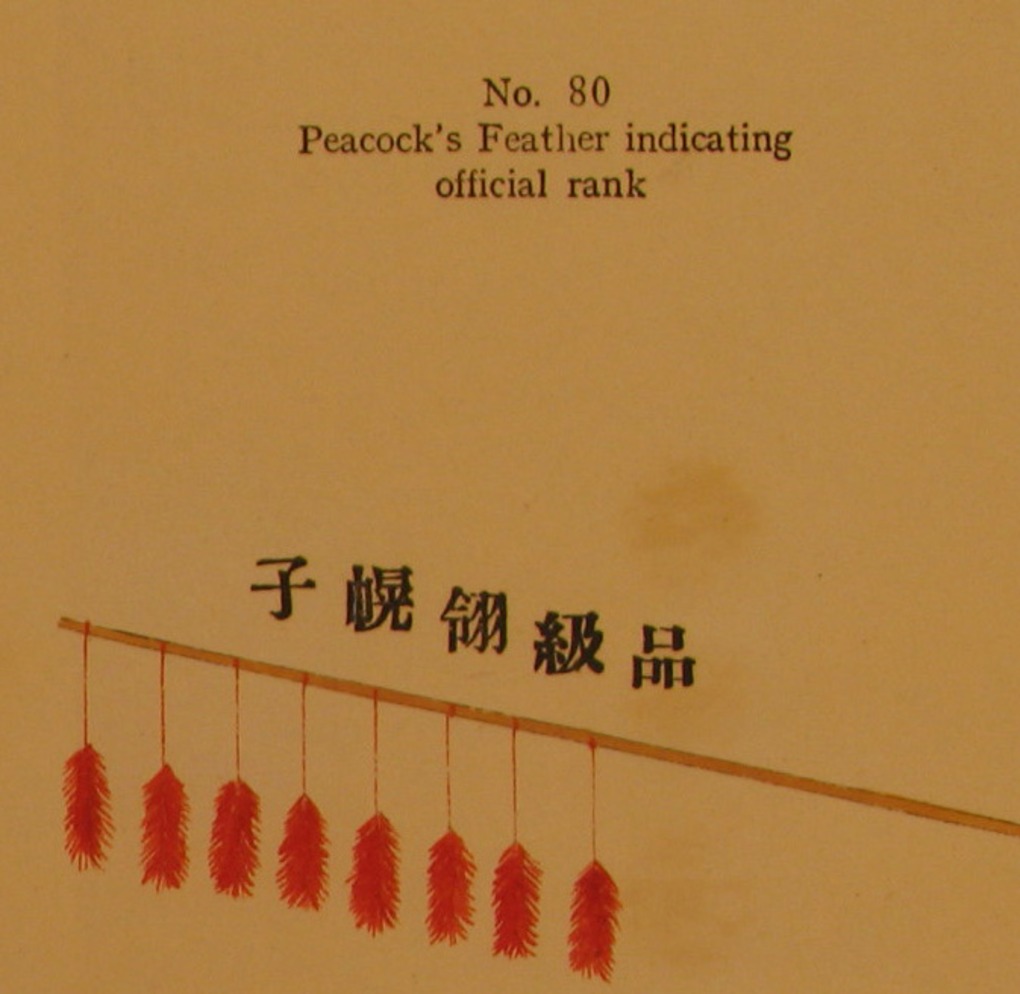 No. 80
Peacock's Feather indicating
official rank
品級翎幌子